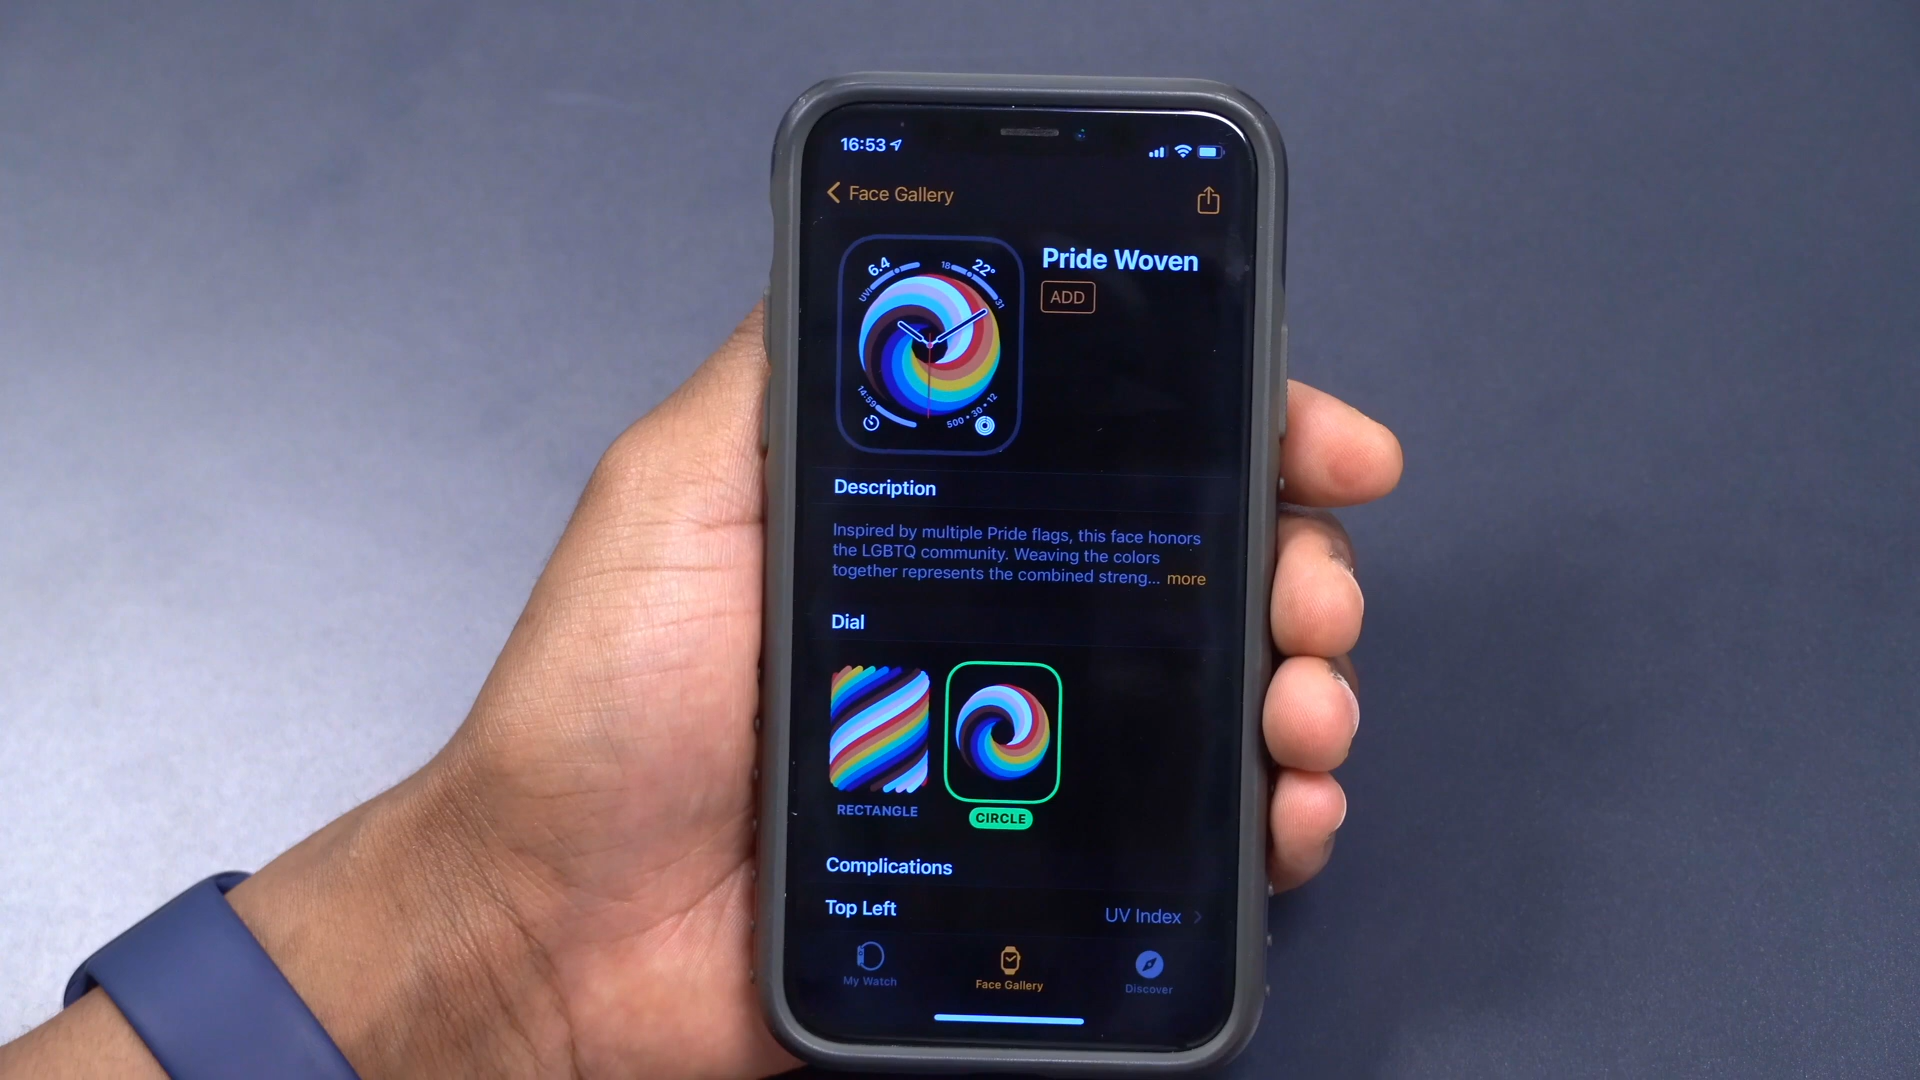 16:53
Face Gallery
6.4
UVI
18
22°
31
14:59
500 • 30 • 12
Pride Woven
ADD
Description
Inspired by multiple Pride flags, this face honors
the LGBTQ community. Weaving the colors
together represents the combined streng... more
Dial
RECTANGLE
CIRCLE
Complications
Top Left
UV Index
My Watch
Face Gallery
Discover